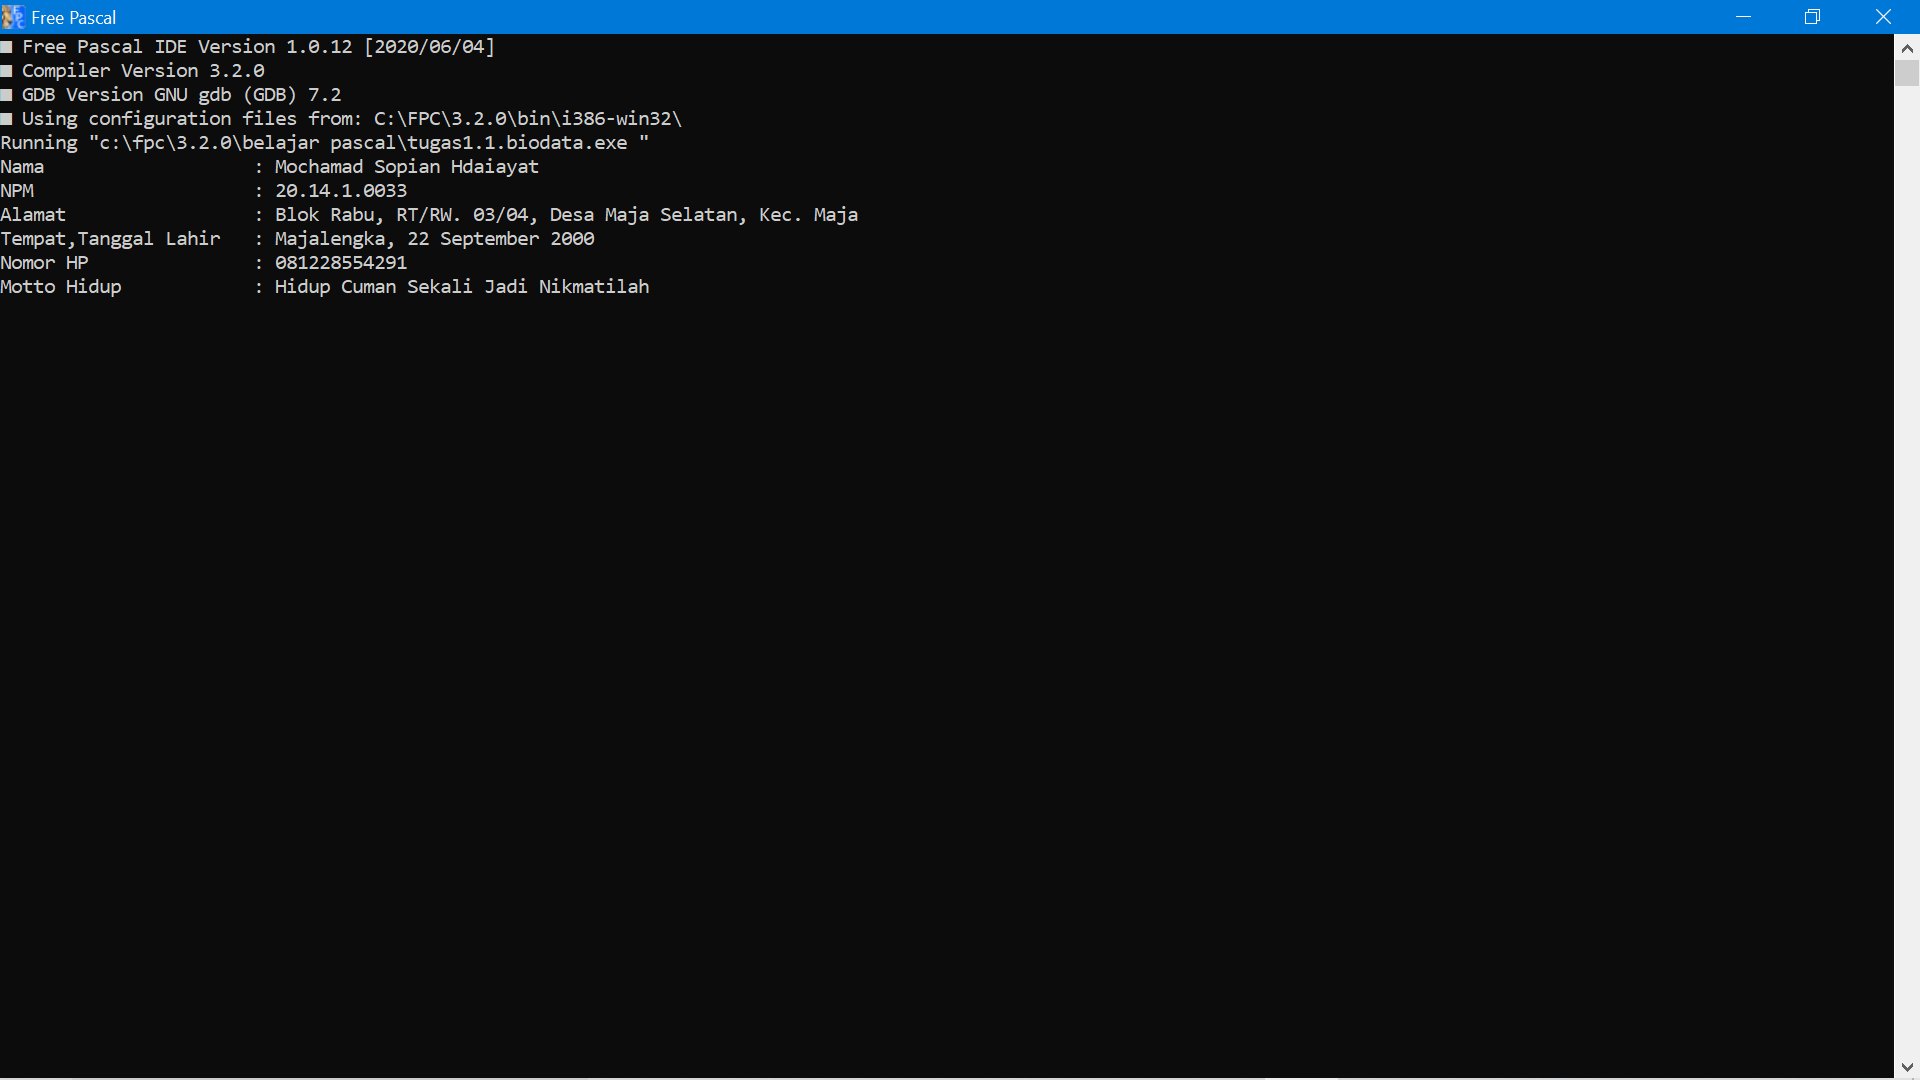 Free Pascal
Free Pascal IDE Version 1.0.12 [2020/06/04]
Compiler Version 3.2.0
GDB Version GNU gdb (GDB) 7.2
Using configuration files from: C:\FPC\3.2.0\bin\i386-win32\
Running "c:\fpc\3.2.0\belajar pascal\tugas1.1.biodata.exe "
Nama : Mochamad Sopian Hdaiayat
NPM : 20.14.1.0033
Alamat : Blok Rabu, RT/RW. 03/04, Desa Maja Selatan, Kec. Maja
Tempat,Tanggal Lahir : Majalengka, 22 September 2000
Nomor HP : 081228554291
Motto Hidup : Hidup Cuman Sekali Jadi Nikmatilah